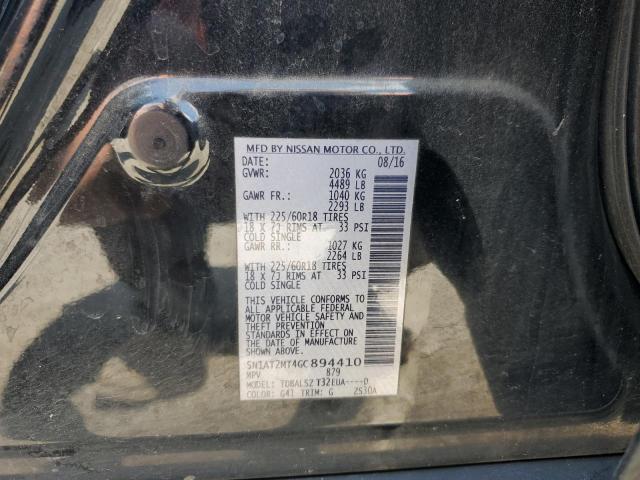 MFD BY NISSAN MOTOR CO., LTD.
DATE: 08/16
GVWR: 2036 KG
4489 LB
GAWR FR.: 1040 KG
2293 LB
WITH 225/60R18 TIRES
18 X 7J RIMS AT 33 PSI
COLD SINGLE
GAWR RR.: 1027 KG
2264 LB
WITH 225/60R18 TIRES
18 X 7J RIMS AT 33 PSI
COLD SINGLE
THIS VEHICLE CONFORMS TO
ALL APPLICABLE FEDERAL
MOTOR VEHICLE SAFETY AND
THEFT PREVENTION
STANDARDS IN EFFECT ON
THE DATE OF MANUFACTURE
SHOWN ABOVE.
5N1AT2MT4GC894410
MPV 879
MODEL: TDBALSZ T32EUA----D
COLOR: G41 TRIM: G 2530A